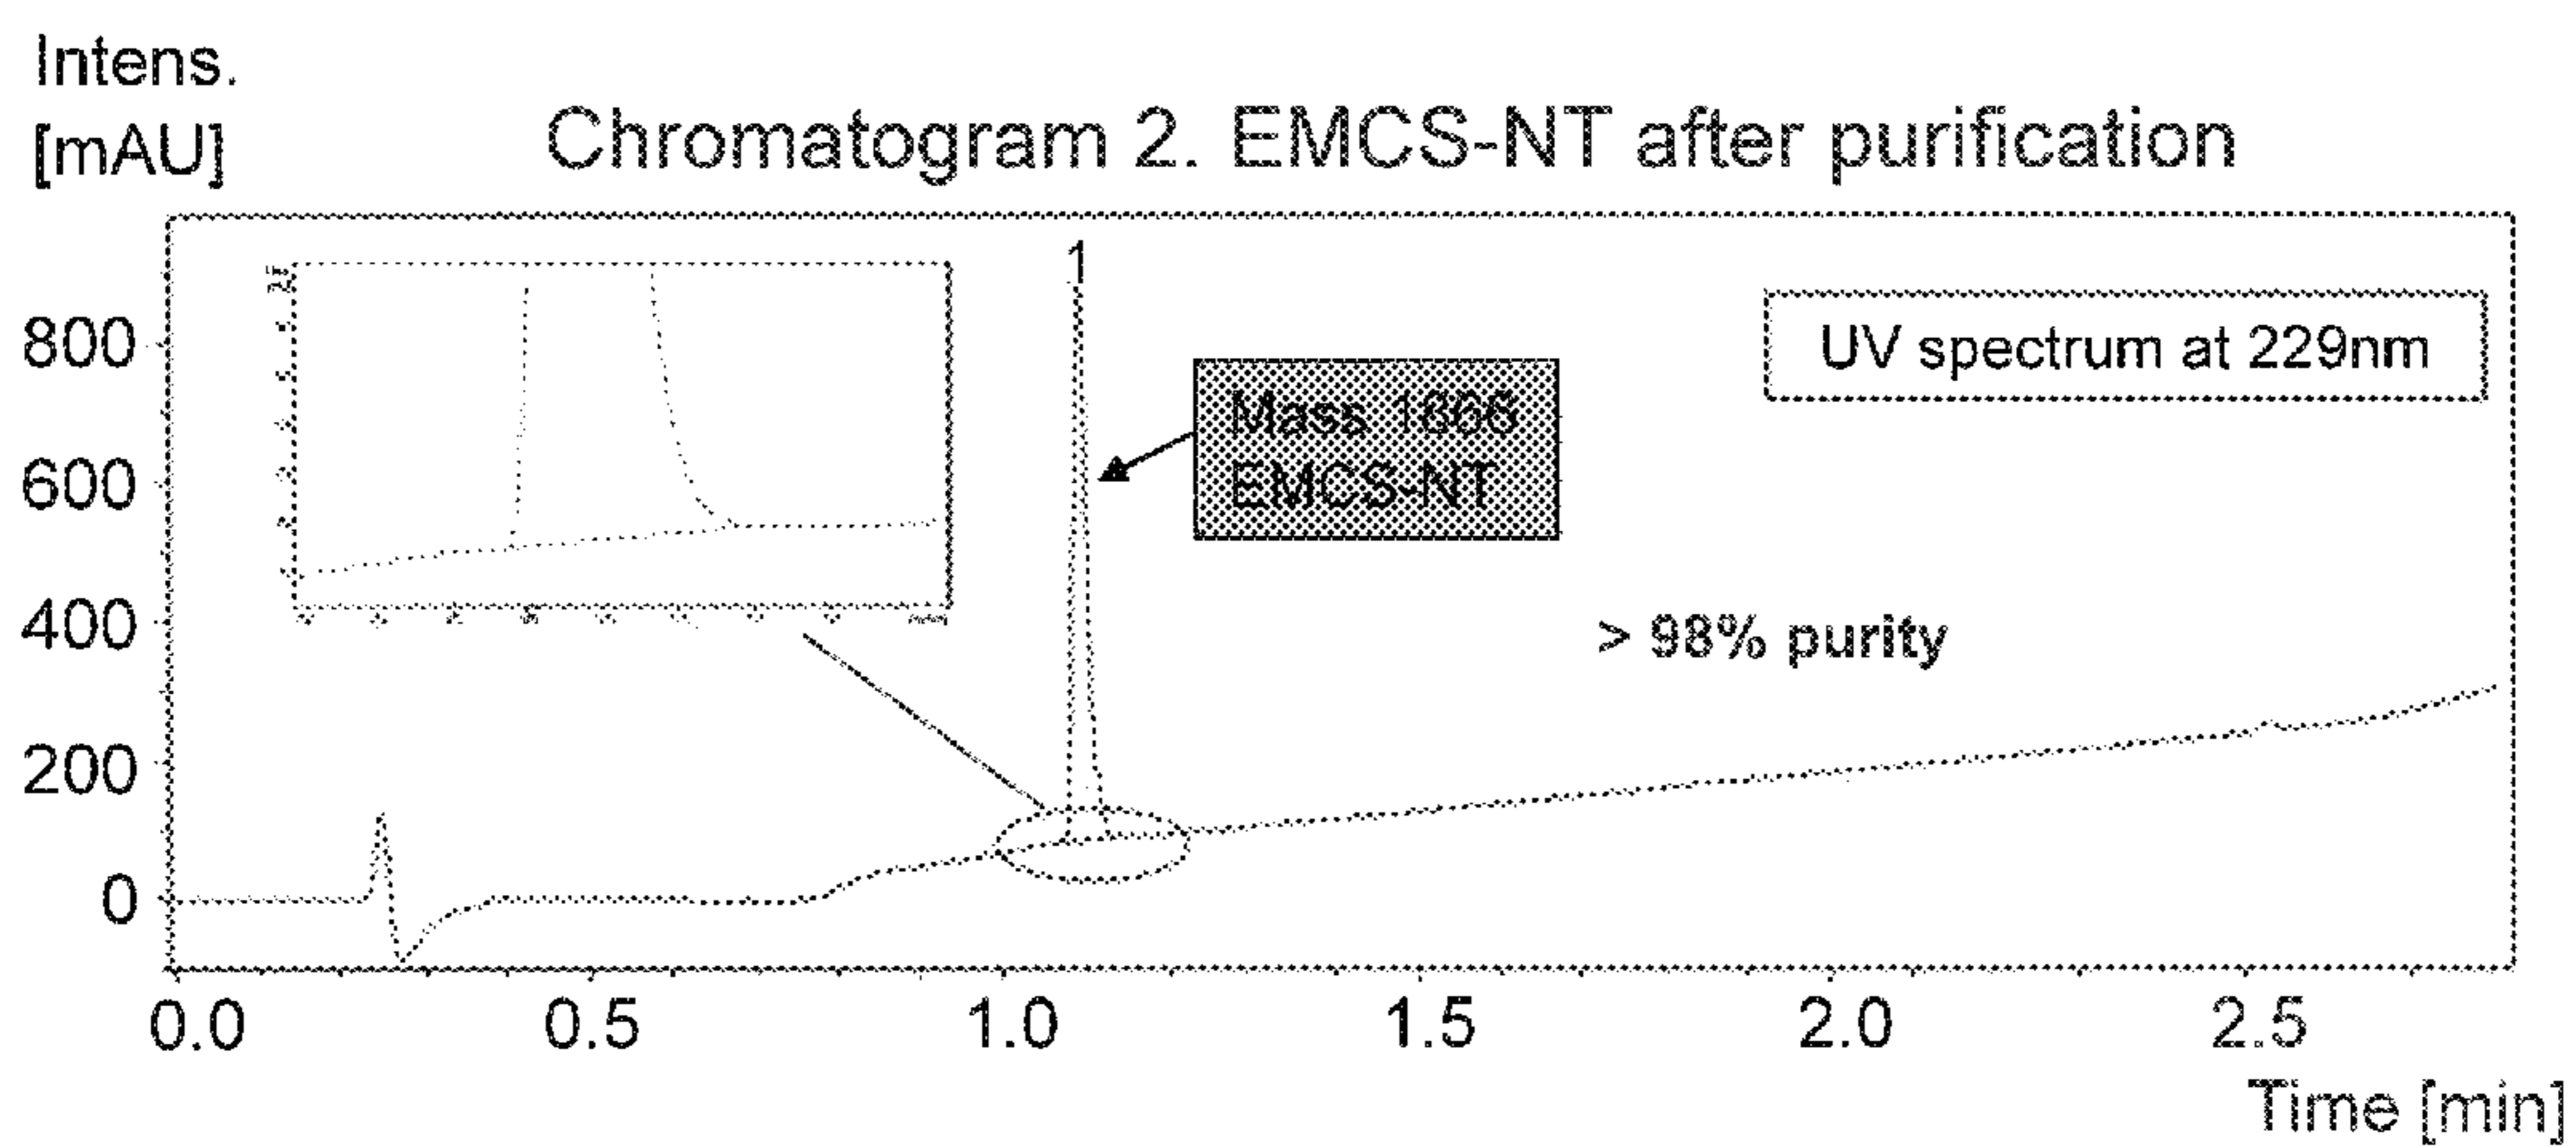 Intens.
[mAU]
Chromatogram 2. EMCS-NT after purification
1
UV spectrum at 229nm
Mass 1866
EMCS-NT
> 98% purity
800
600
400
200
0
0.0 0.5 1.0 1.5 2.0 2.5
Time [min]